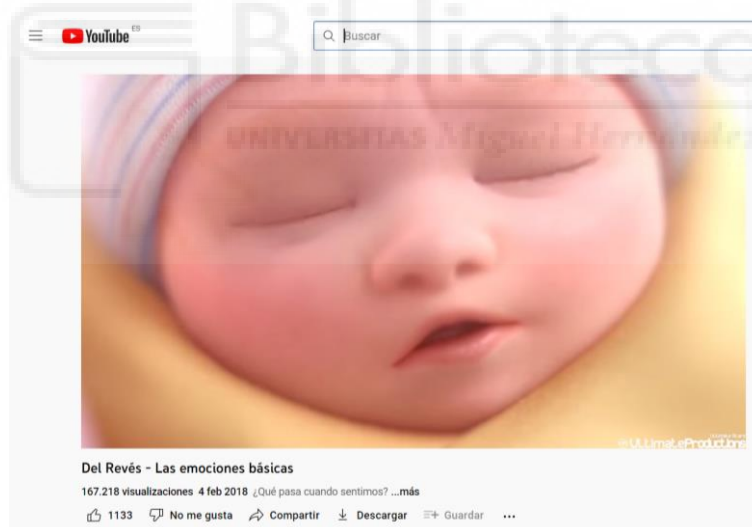 YouTube ES
Buscar
Biblioteca
UNIVERSITAS Miguel Hernández
ULtimateProductions
Del Revés - Las emociones básicas
167.218 visualizaciones 4 feb 2018 ¿Qué pasa cuando sentimos? ...más
1133 No me gusta Compartir Descargar Guardar ...